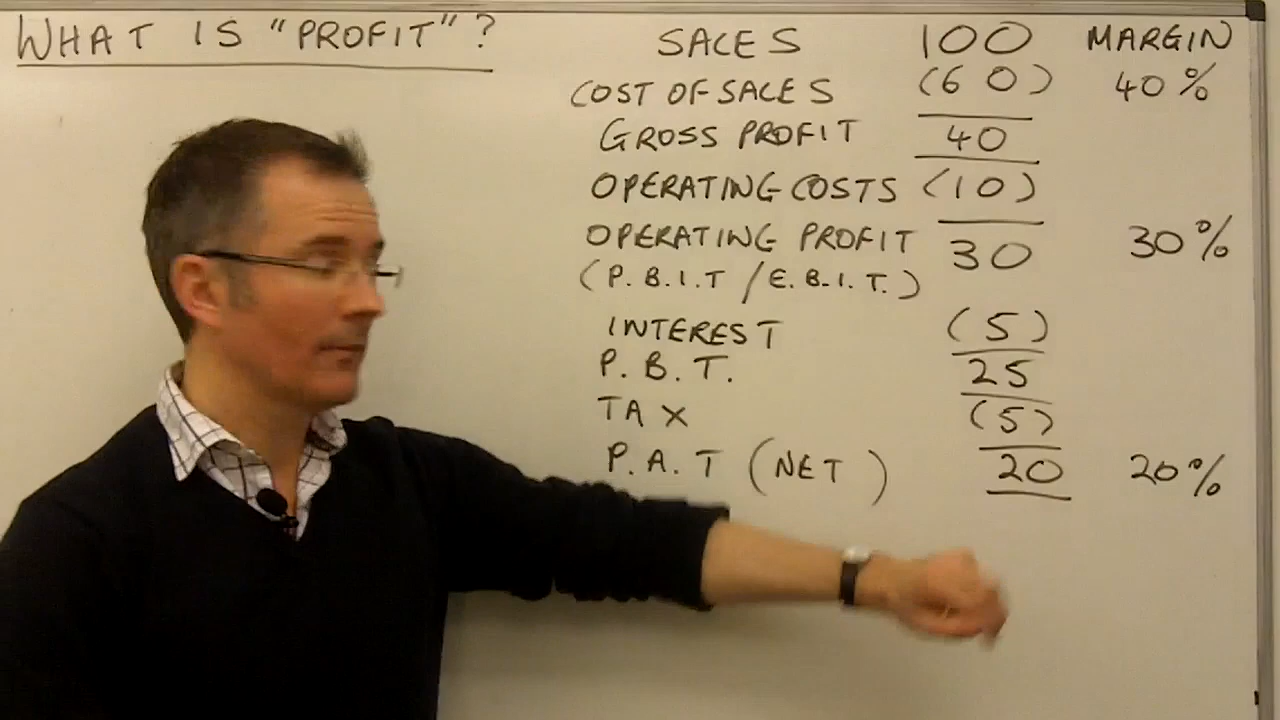 WHAT IS "PROFIT"?
SALES 100 MARGIN
COST OF SALES (60) 40%
GROSS PROFIT 40
OPERATING COSTS (10)
OPERATING PROFIT 30 30%
(P.B.I.T / E.B.I.T.)
INTEREST (5)
P.B.T. 25
TAX (5)
P.A.T (NET) 20 20%